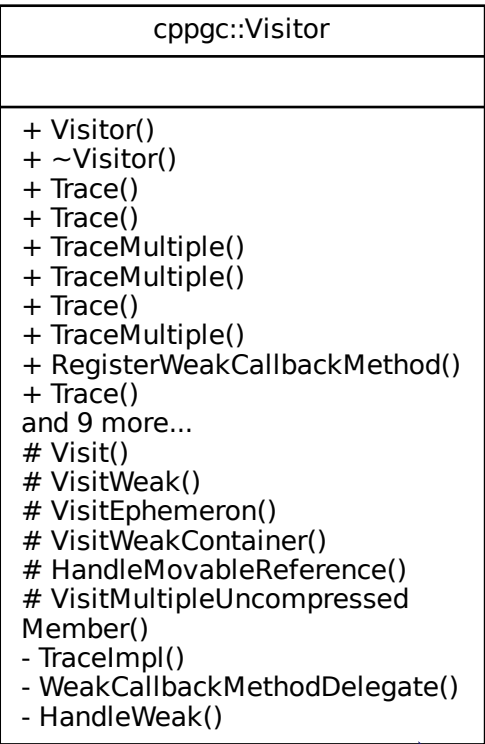 cppgc::Visitor
+ Visitor()
+ ~Visitor()
+ Trace()
+ Trace()
+ TraceMultiple()
+ TraceMultiple()
+ Trace()
+ TraceMultiple()
+ RegisterWeakCallbackMethod()
+ Trace()
and 9 more...
# Visit()
# VisitWeak()
# VisitEphemeron()
# VisitWeakContainer()
# HandleMovableReference()
# VisitMultipleUncompressed
Member()
- TraceImpl()
- WeakCallbackMethodDelegate()
- HandleWeak()